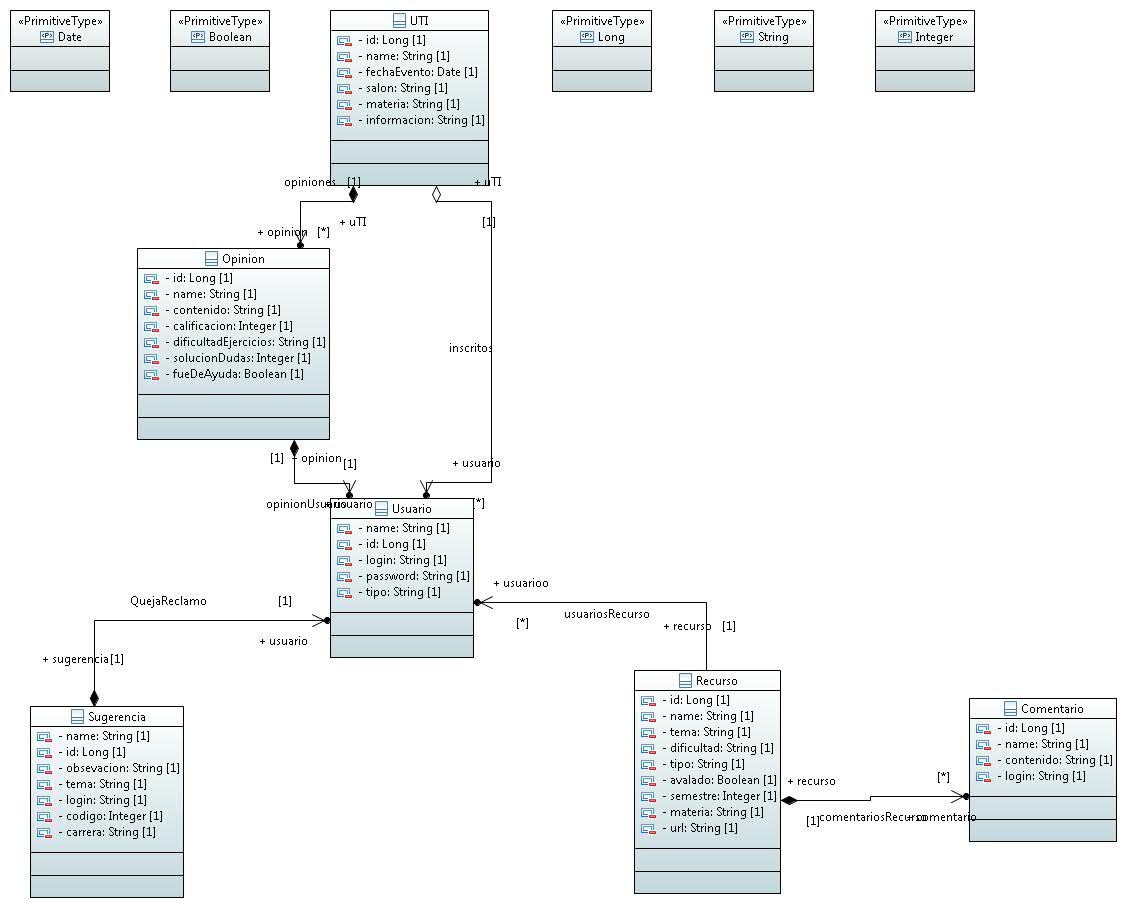 «PrimitiveType»
Date
«PrimitiveType»
Boolean
UTI
- id: Long [1]
- name: String [1]
- fechaEvento: Date [1]
- salon: String [1]
- materia: String [1]
- informacion: String [1]
«PrimitiveType»
Long
«PrimitiveType»
String
«PrimitiveType»
Integer
opiniones [1]
+ uTI
+ uTI
[1]
+ opinion [*]
Opinion
- id: Long [1]
- name: String [1]
- contenido: String [1]
- calificacion: Integer [1]
- dificultadEjercicios: String [1]
- solucionDudas: Integer [1]
- fueDeAyuda: Boolean [1]
inscritos
[1] + opinion [1]
+ usuario
opinionUsuario
+ usuario
[*]
Usuario
- name: String [1]
- id: Long [1]
- login: String [1]
- password: String [1]
- tipo: String [1]
QuejaReclamo [1]
+ usuario
+ sugerencia [1]
+ usuarioo
usuariosRecurso
[*]
+ recurso [1]
Sugerencia
- name: String [1]
- id: Long [1]
- obsevacion: String [1]
- tema: String [1]
- login: String [1]
- codigo: Integer [1]
- carrera: String [1]
Recurso
- id: Long [1]
- name: String [1]
- tema: String [1]
- dificultad: String [1]
- tipo: String [1]
- avalado: Boolean [1]
- semestre: Integer [1]
- materia: String [1]
- url: String [1]
+ recurso
[*]
[1] comentariosRecurso
+ comentario
Comentario
- id: Long [1]
- name: String [1]
- contenido: String [1]
- login: String [1]